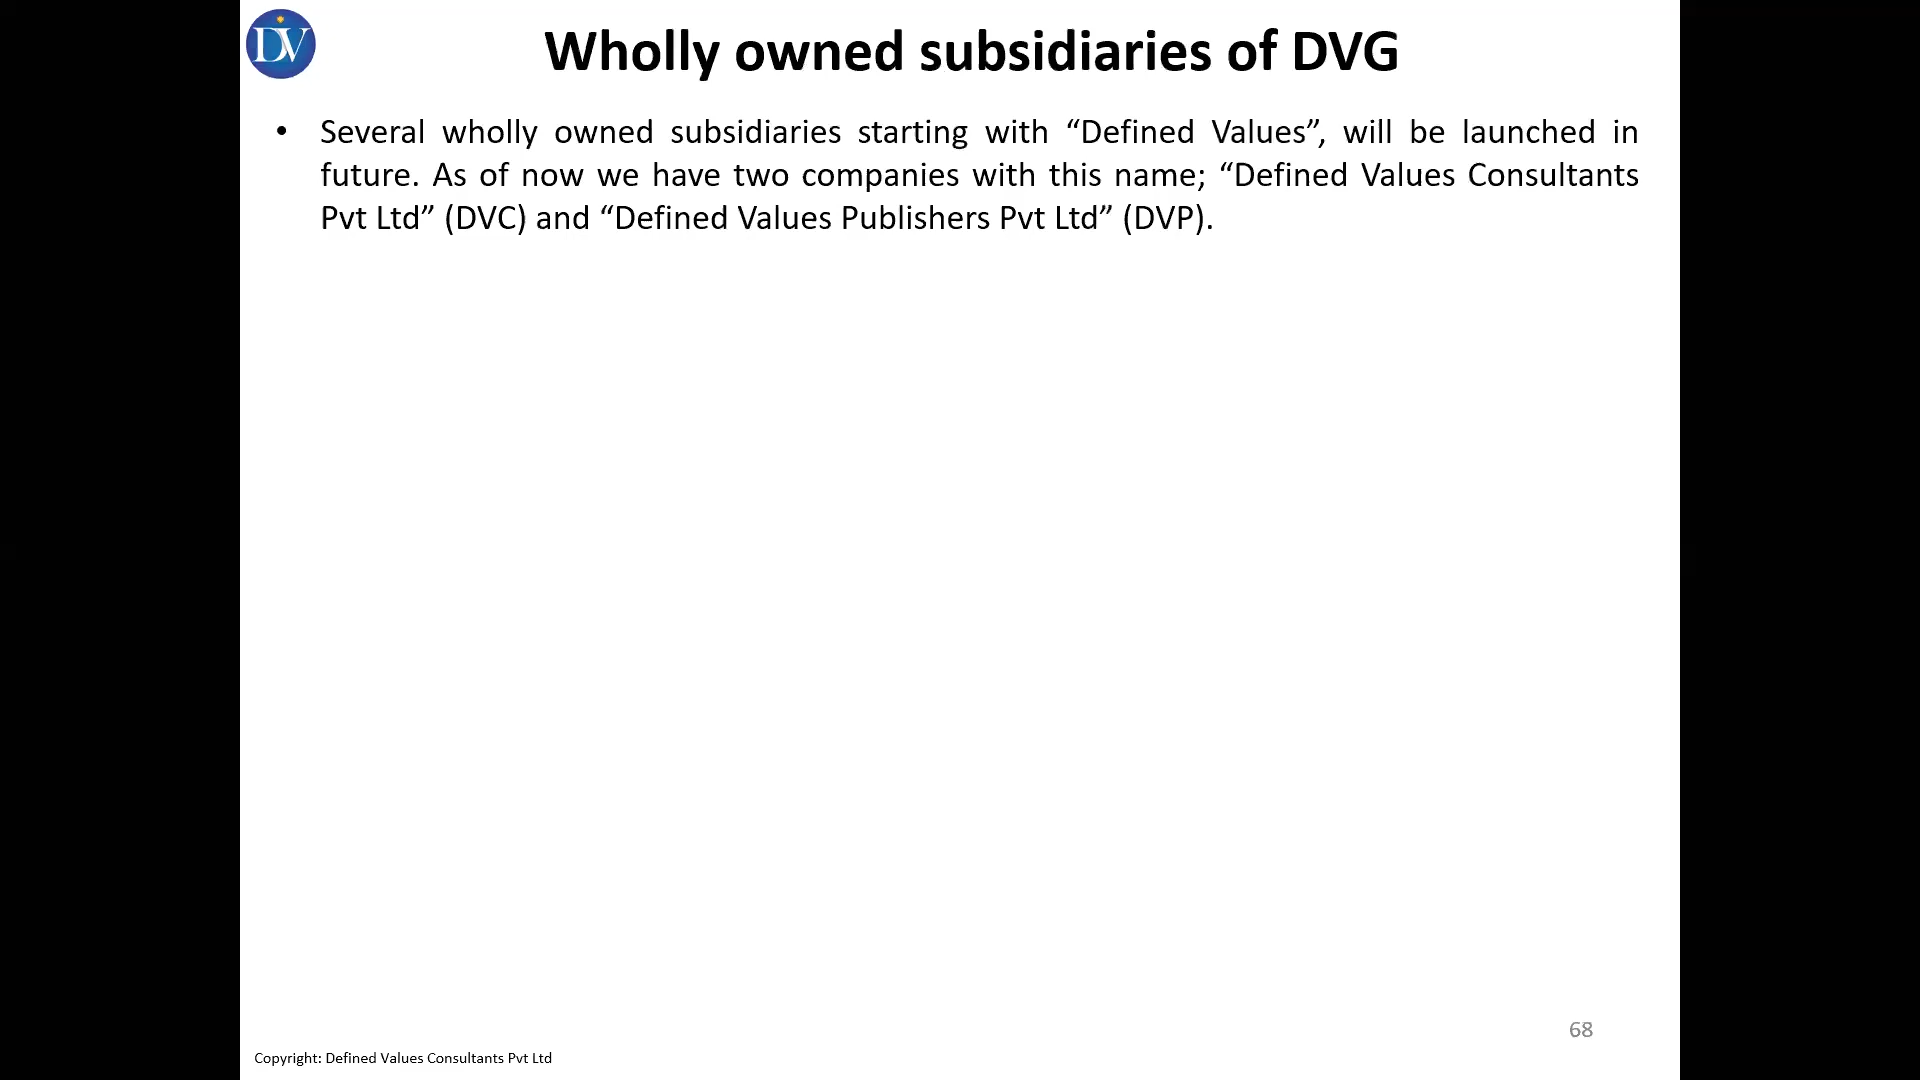 DV
Wholly owned subsidiaries of DVG
• Several wholly owned subsidiaries starting with “Defined Values”, will be launched in
future. As of now we have two companies with this name; “Defined Values Consultants
Pvt Ltd” (DVC) and “Defined Values Publishers Pvt Ltd” (DVP).
68
Copyright: Defined Values Consultants Pvt Ltd